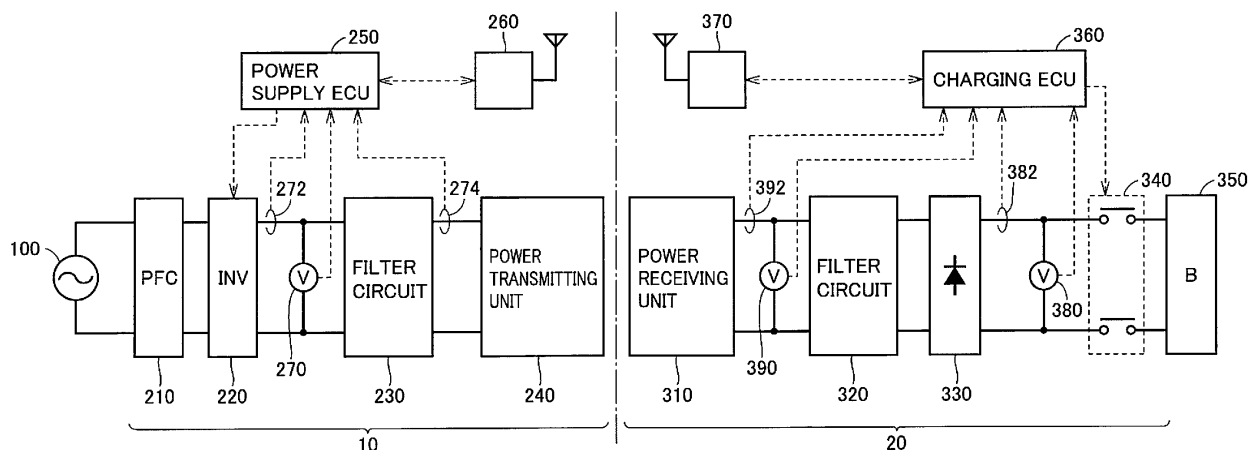 250
260
370
360
POWER
SUPPLY ECU
CHARGING ECU
272
274
392
382
340
350
100
PFC
INV
V
FILTER
CIRCUIT
POWER
TRANSMITTING
UNIT
POWER
RECEIVING
UNIT
V
FILTER
CIRCUIT
V
B
270
390
380
210
220
230
240
310
320
330
10
20